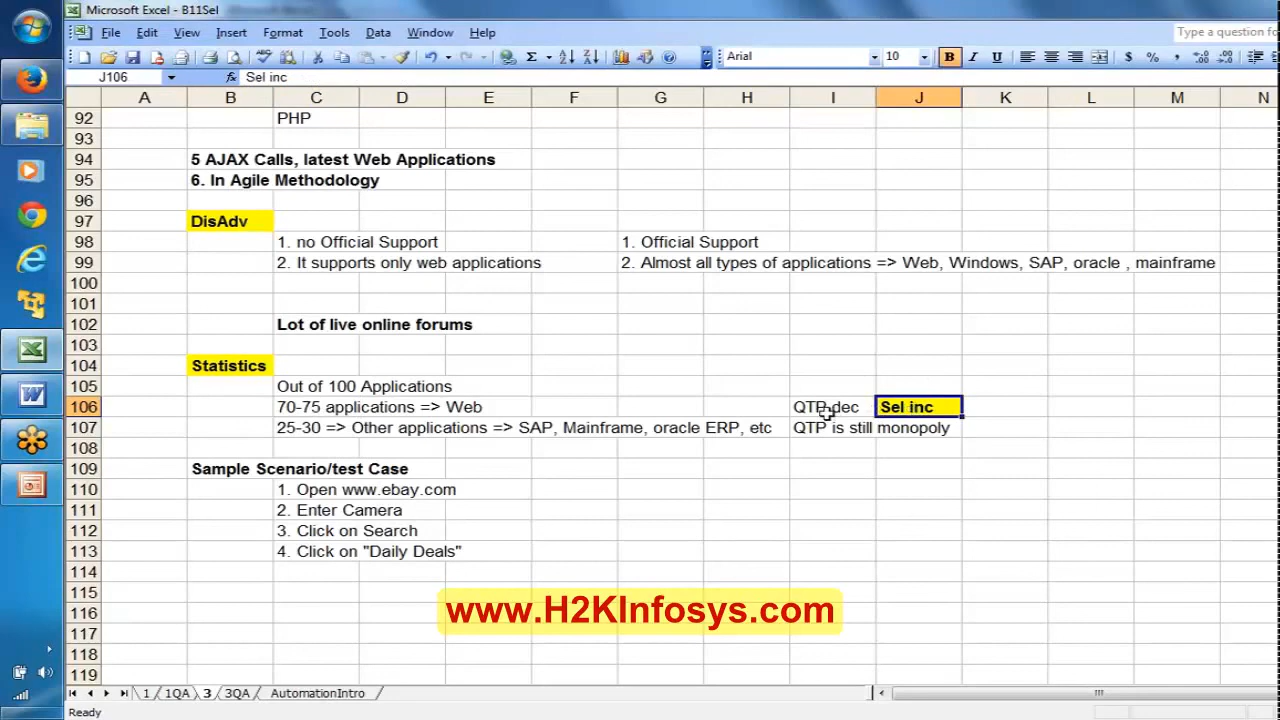 Microsoft Excel - B11Sel
File Edit View Insert Format Tools Data Window Help
Type a question fo
Arial 10 B I U $ % ,
J106 fx Sel inc
A B C D E F G H I J K L M N
92 PHP
93
94 5 AJAX Calls, latest Web Applications
95 6. In Agile Methodology
96
97 DisAdv
98 1. no Official Support 1. Official Support
99 2. It supports only web applications 2. Almost all types of applications => Web, Windows, SAP, oracle , mainframe
100
101
102 Lot of live online forums
103
104 Statistics
105 Out of 100 Applications
106 70-75 applications => Web QTP dec Sel inc
107 25-30 => Other applications => SAP, Mainframe, oracle ERP, etc QTP is still monopoly
108
109 Sample Scenario/test Case
110 1. Open www.ebay.com
111 2. Enter Camera
112 3. Click on Search
113 4. Click on "Daily Deals"
114
115
116
117
118
119
www.H2KInfosys.com
1 1QA 3 3QA AutomationIntro
Ready